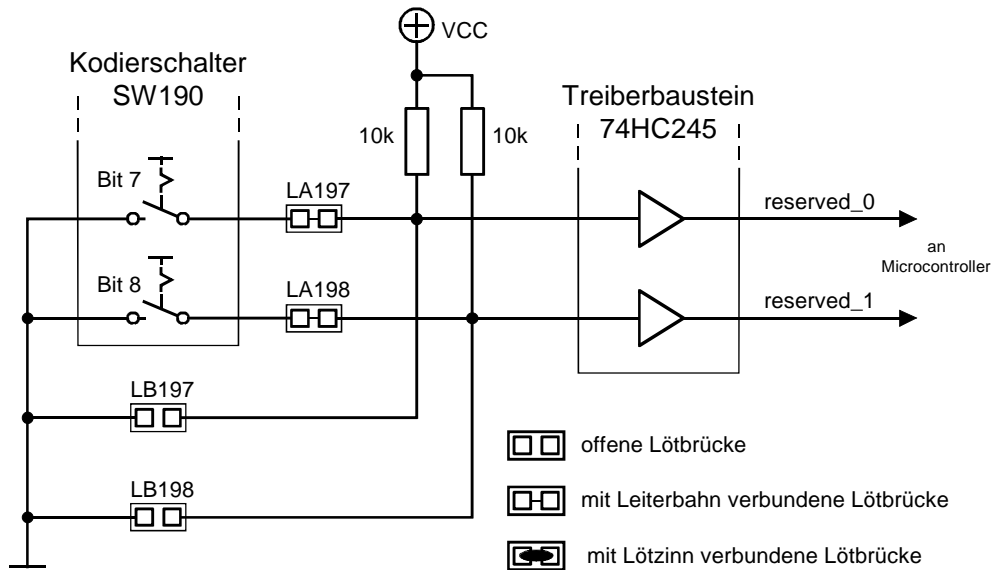 VCC
Kodierschalter
SW190
Treiberbaustein
74HC245
10k
10k
Bit 7
LA197
reserved_0
an
Microcontroller
Bit 8
LA198
reserved_1
LB197
offene Lötbrücke
LB198
mit Leiterbahn verbundene Lötbrücke
mit Lötzinn verbundene Lötbrücke